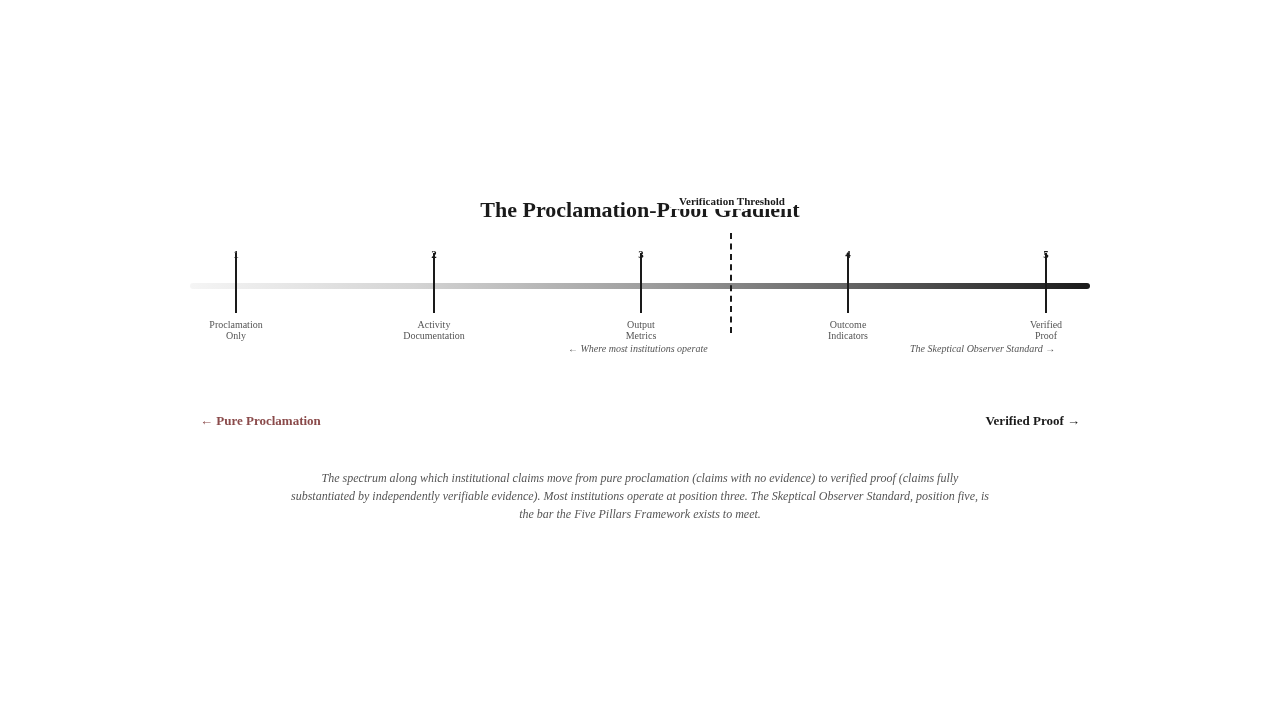 Verification Threshold
The Proclamation-Proof Gradient
1
2
3
4
5
Proclamation
Only
Activity
Documentation
Output
Metrics
Outcome
Indicators
Verified
Proof
← Where most institutions operate
The Skeptical Observer Standard →
← Pure Proclamation
Verified Proof →
The spectrum along which institutional claims move from pure proclamation (claims with no evidence) to verified proof (claims fully
substantiated by independently verifiable evidence). Most institutions operate at position three. The Skeptical Observer Standard, position five, is
the bar the Five Pillars Framework exists to meet.